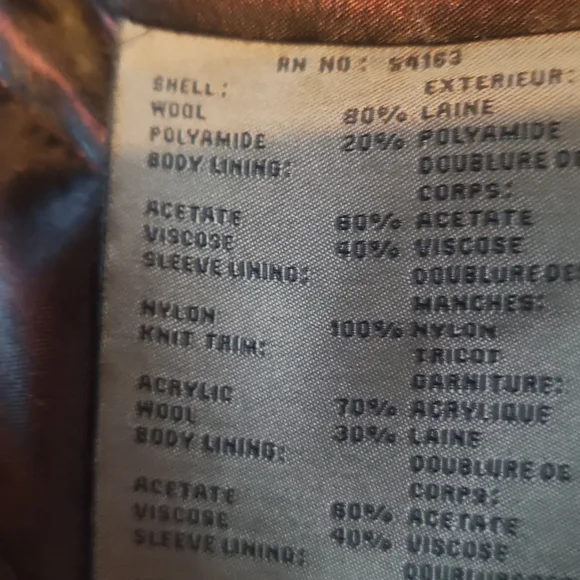 RN NO: 54163
SHELL: EXTERIEUR:
WOOL 80% LAINE
POLYAMIDE 20% POLYAMIDE
BODY LINING: DOUBLURE DE
CORPS:
ACETATE 60% ACETATE
VISCOSE 40% VISCOSE
SLEEVE LINING: DOUBLURE DE
MANCHES:
NYLON 100% NYLON
KNIT TRIM: TRICOT
GARNITURE:
ACRYLIC 70% ACRYLIQUE
WOOL 30% LAINE
BODY LINING: DOUBLURE DE
CORPS:
ACETATE 60% ACETATE
VISCOSE 40% VISCOSE
SLEEVE LINING: DOUBLURE